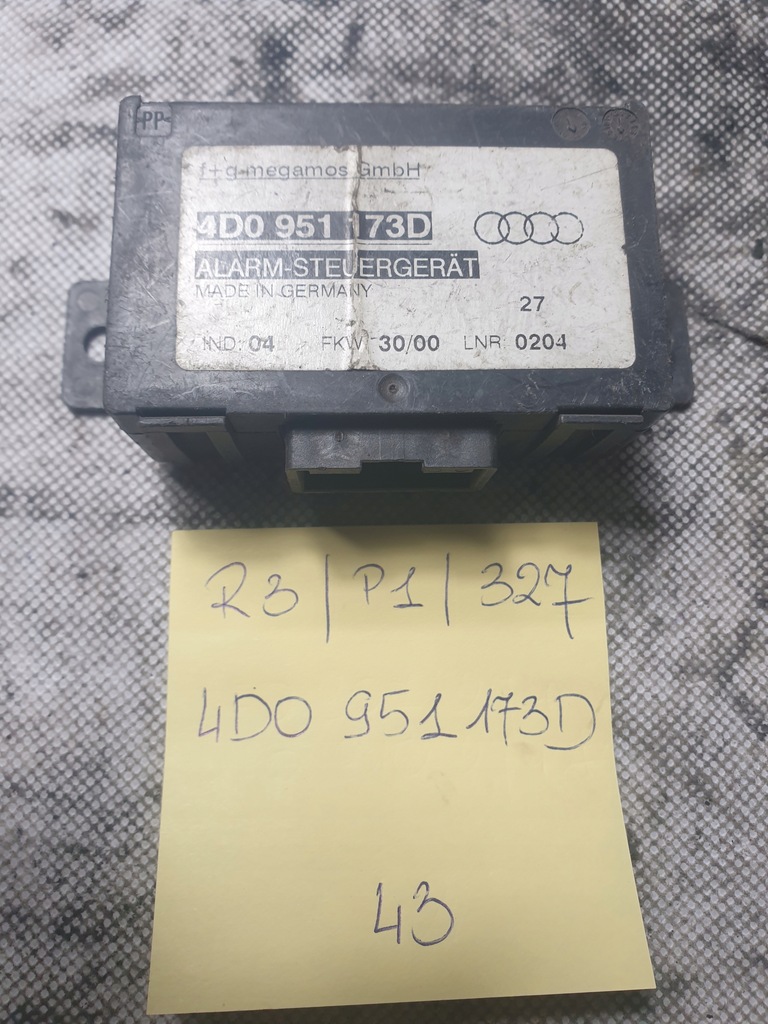 PP
f+g megamos GmbH
4D0 951 173D
ALARM-STEUERGERÄT
MADE IN GERMANY
27
IND: 04 FKW: 30/00 LNR: 0204
R3 | P1 | 327
4D0 951 173D
43